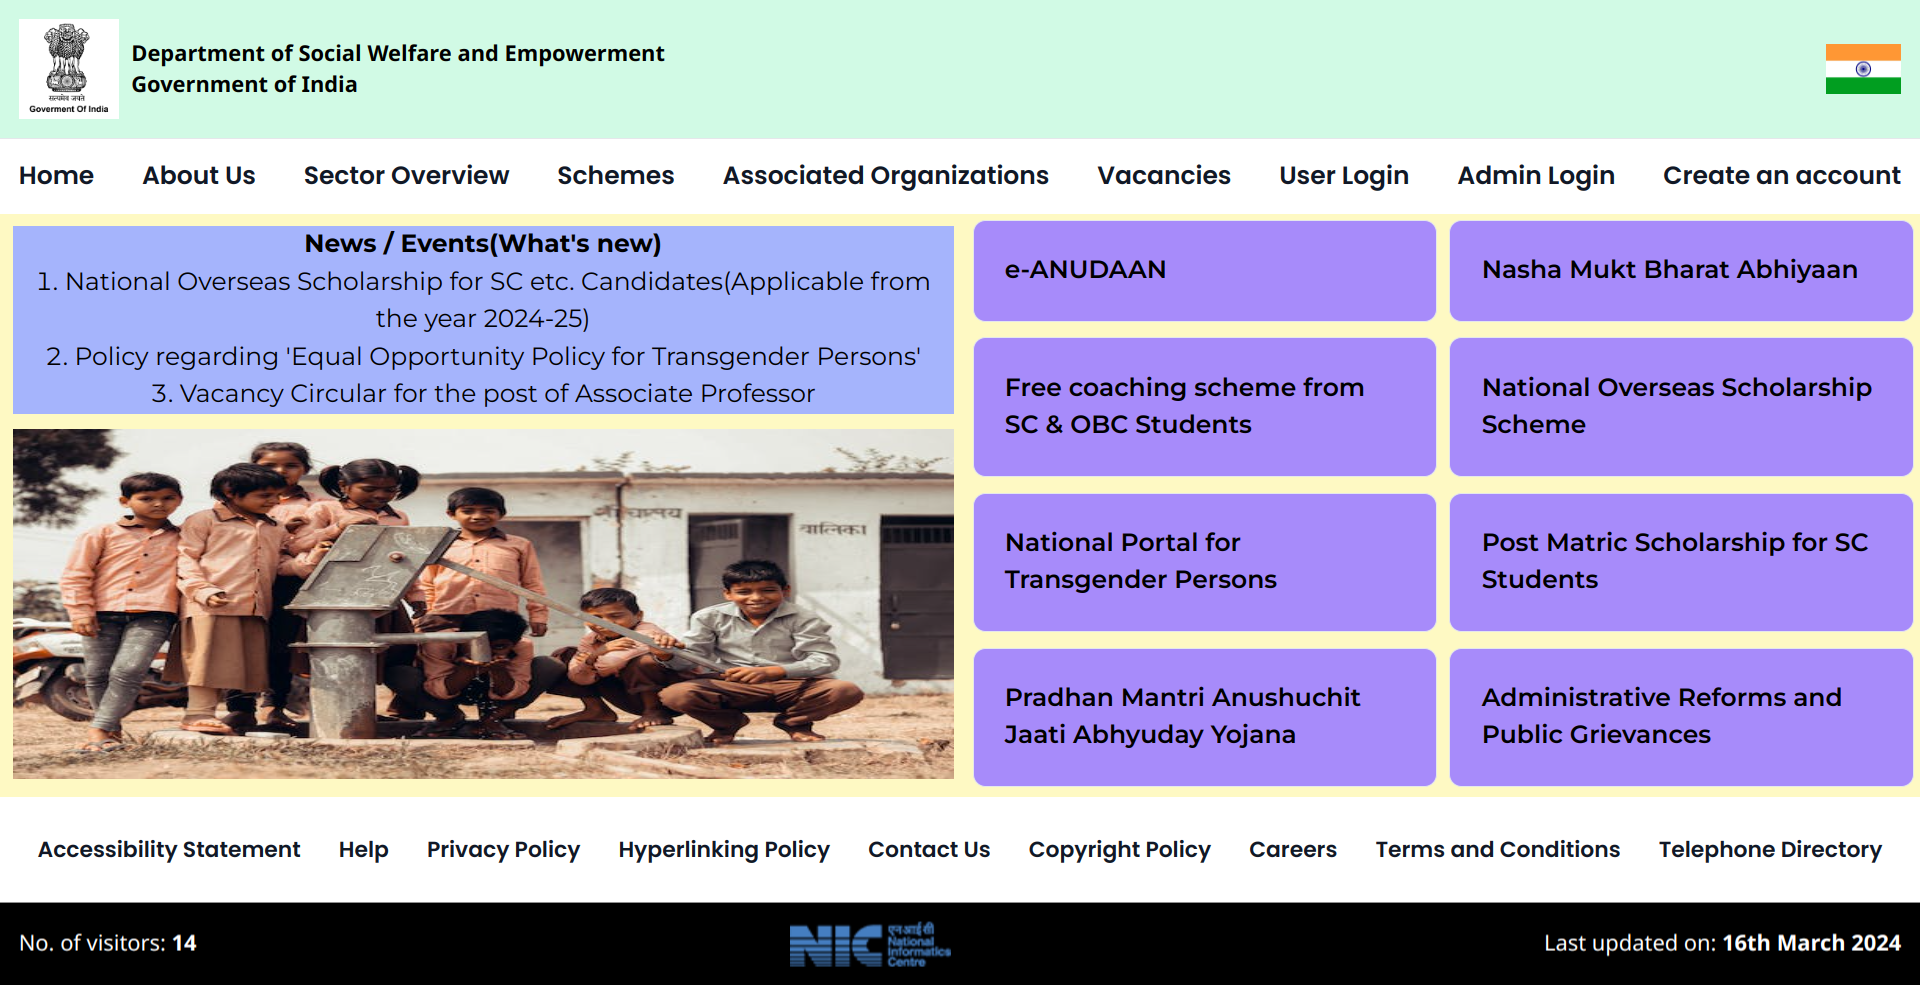 सत्यमेव जयते
Goverment Of India
Department of Social Welfare and Empowerment
Government of India
Home
About Us
Sector Overview
Schemes
Associated Organizations
Vacancies
User Login
Admin Login
Create an account
News / Events(What's new)
1. National Overseas Scholarship for SC etc. Candidates(Applicable from
the year 2024-25)
2. Policy regarding 'Equal Opportunity Policy for Transgender Persons'
3. Vacancy Circular for the post of Associate Professor
बालिका
e-ANUDAAN
Nasha Mukt Bharat Abhiyaan
Free coaching scheme from
SC & OBC Students
National Overseas Scholarship
Scheme
National Portal for
Transgender Persons
Post Matric Scholarship for SC
Students
Pradhan Mantri Anushuchit
Jaati Abhyuday Yojana
Administrative Reforms and
Public Grievances
Accessibility Statement
Help
Privacy Policy
Hyperlinking Policy
Contact Us
Copyright Policy
Careers
Terms and Conditions
Telephone Directory
No. of visitors: 14
NIC
एनआईसी
National
Informatics
Centre
Last updated on: 16th March 2024